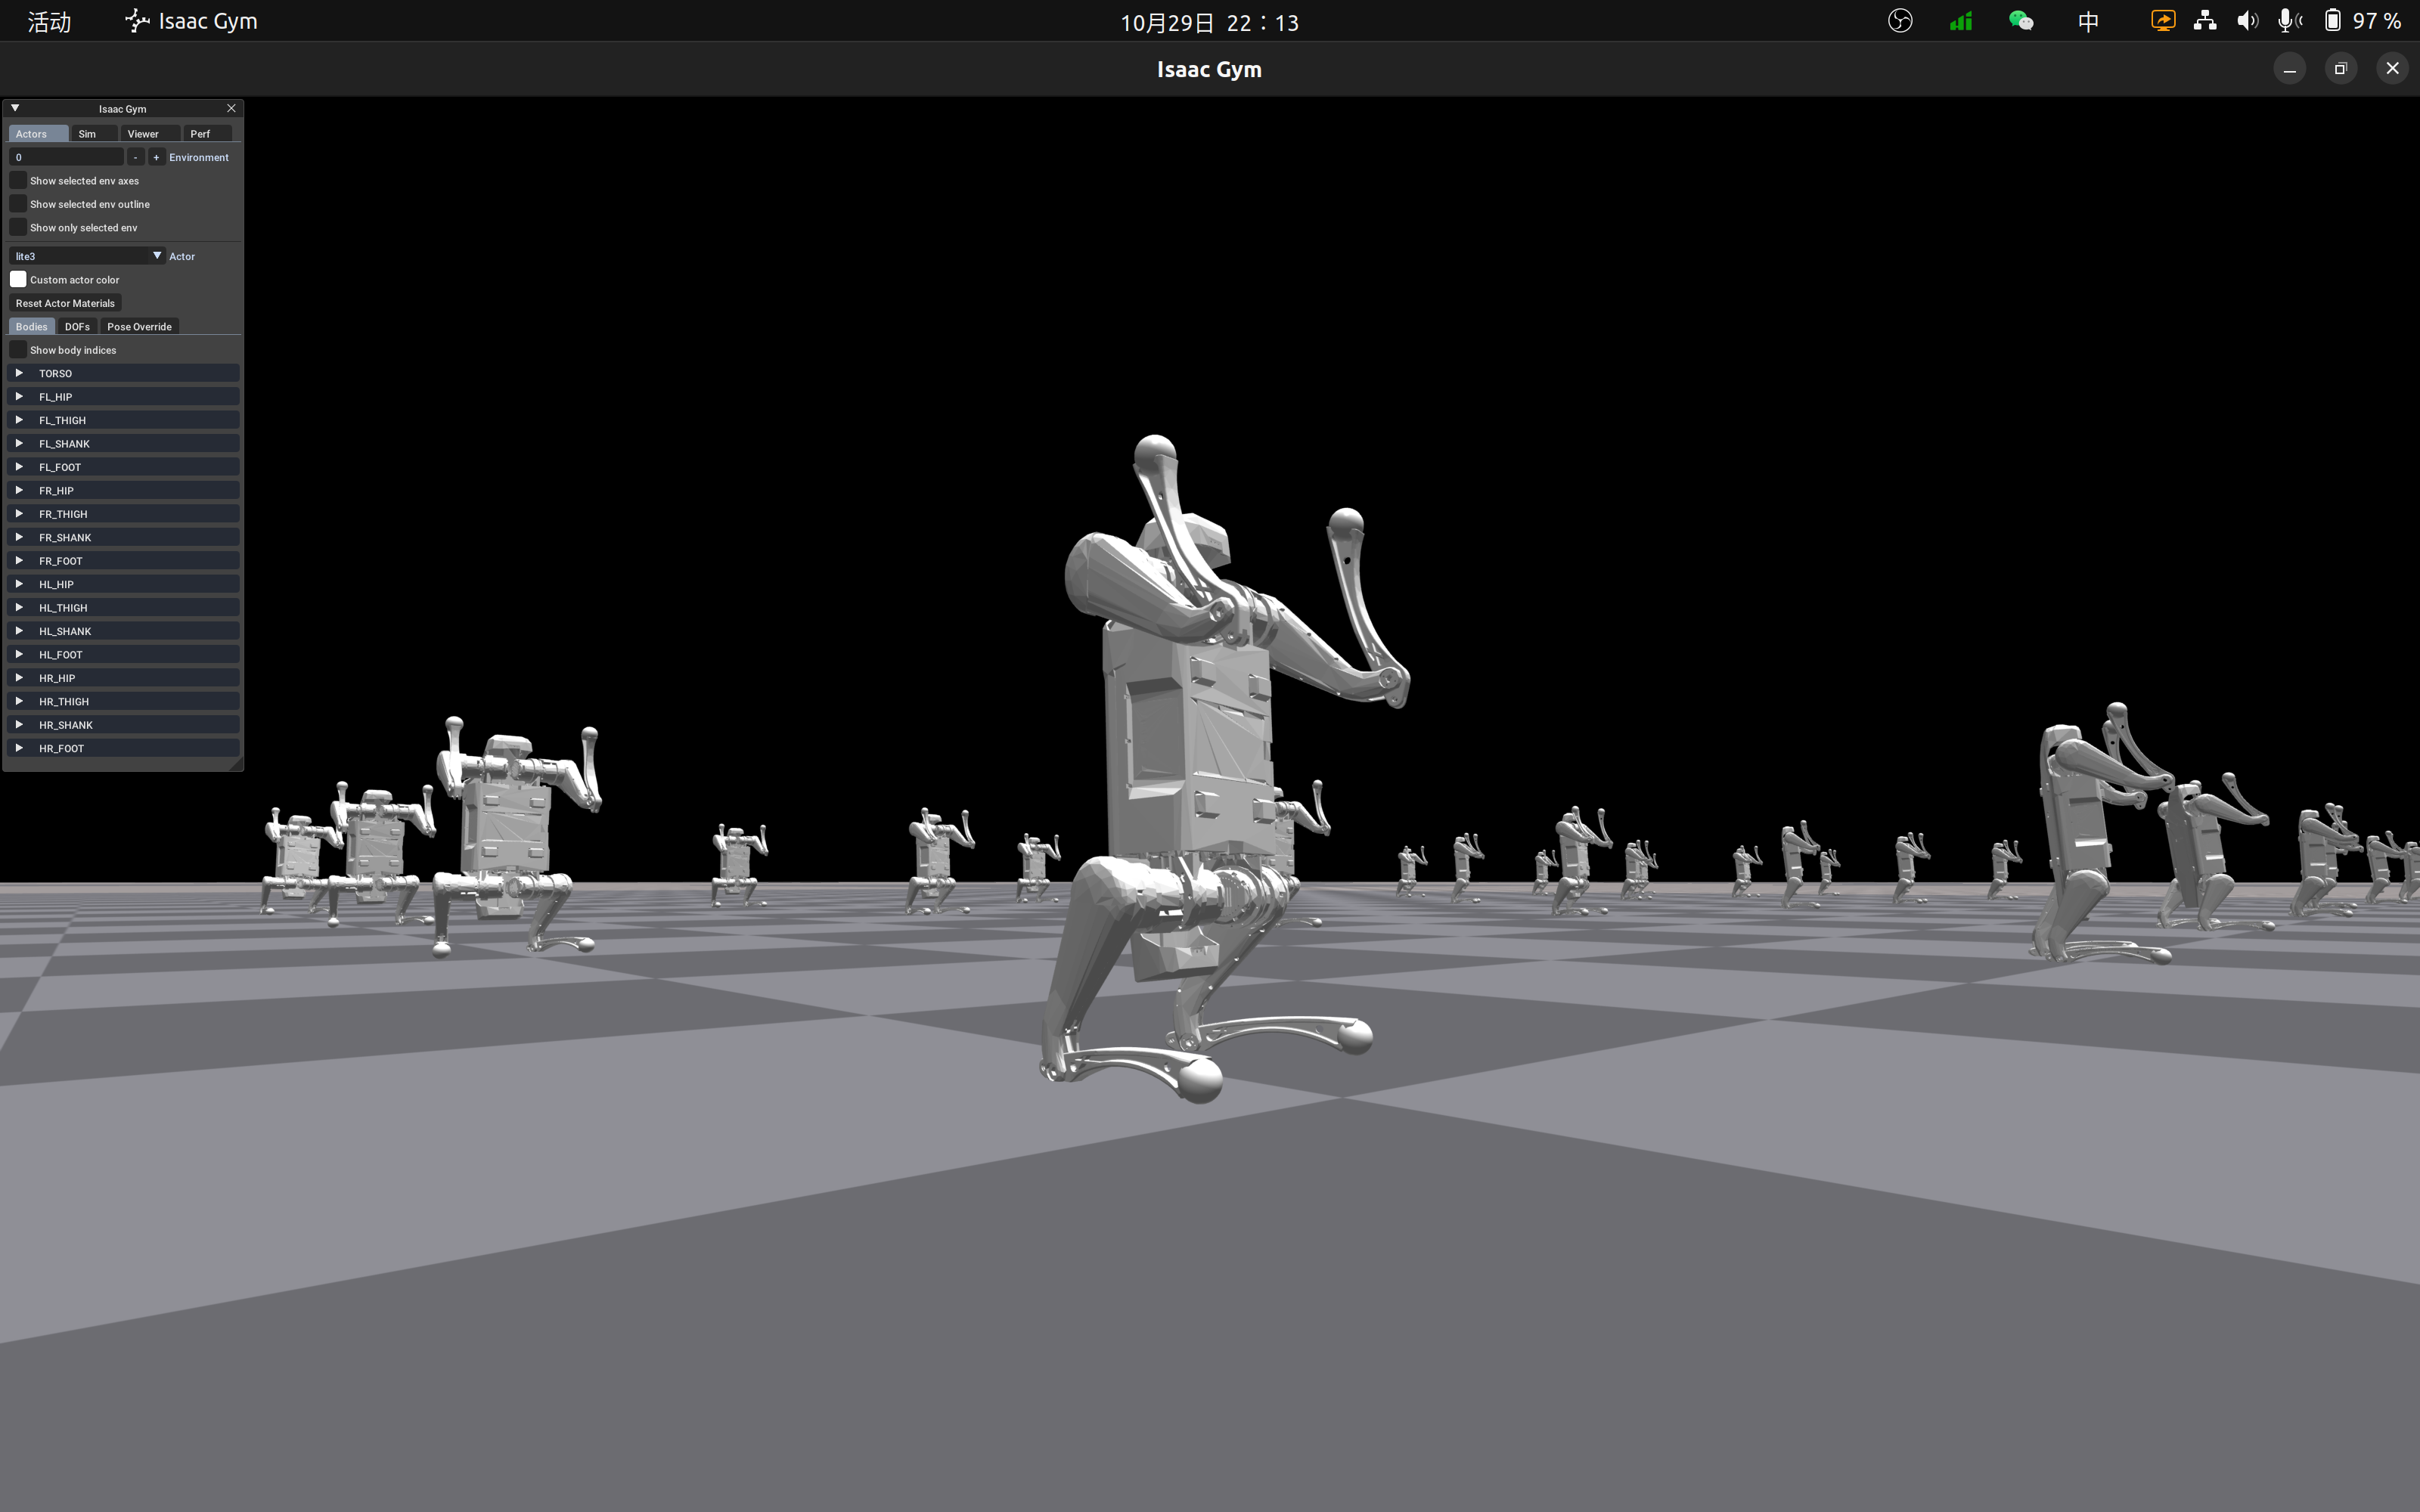 活动 Isaac Gym 10月29日 22：13 中 97 %
Isaac Gym
Isaac Gym
Actors Sim Viewer Perf
0 - + Environment
Show selected env axes
Show selected env outline
Show only selected env
lite3 Actor
Custom actor color
Reset Actor Materials
Bodies DOFs Pose Override
Show body indices
TORSO
FL_HIP
FL_THIGH
FL_SHANK
FL_FOOT
FR_HIP
FR_THIGH
FR_SHANK
FR_FOOT
HL_HIP
HL_THIGH
HL_SHANK
HL_FOOT
HR_HIP
HR_THIGH
HR_SHANK
HR_FOOT